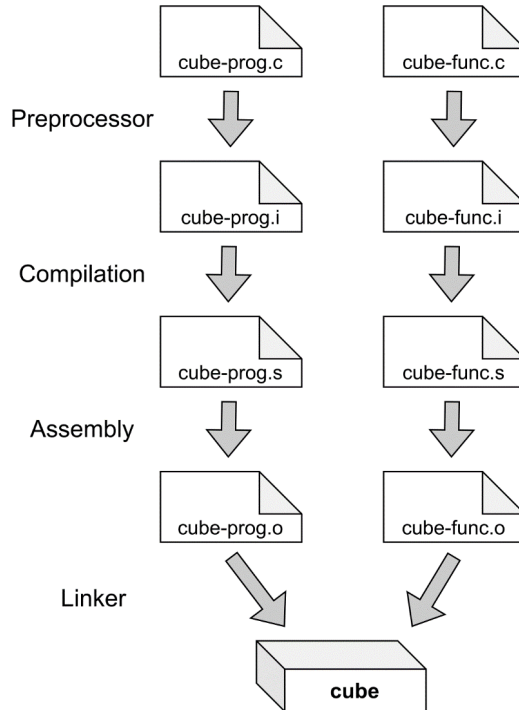 cube-prog.c
cube-func.c
Preprocessor
cube-prog.i
cube-func.i
Compilation
cube-prog.s
cube-func.s
Assembly
cube-prog.o
cube-func.o
Linker
cube